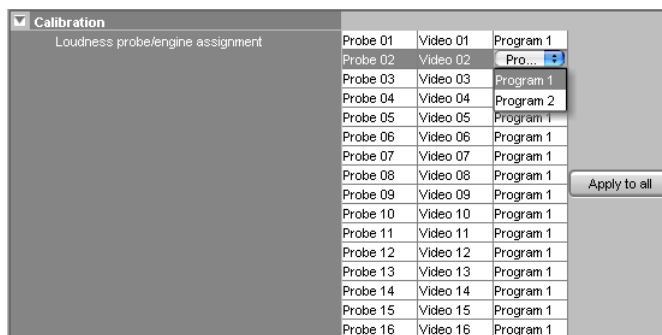 Calibration
Loudness probe/engine assignment
Probe 01 Video 01 Program 1
Probe 02 Video 02 Pro...
Probe 03 Video 03 Program 1
Probe 04 Video 04 Program 2
Probe 05 Video 05 Program 1
Probe 06 Video 06 Program 1
Probe 07 Video 07 Program 1
Probe 08 Video 08 Program 1
Apply to all
Probe 09 Video 09 Program 1
Probe 10 Video 10 Program 1
Probe 11 Video 11 Program 1
Probe 12 Video 12 Program 1
Probe 13 Video 13 Program 1
Probe 14 Video 14 Program 1
Probe 15 Video 15 Program 1
Probe 16 Video 16 Program 1